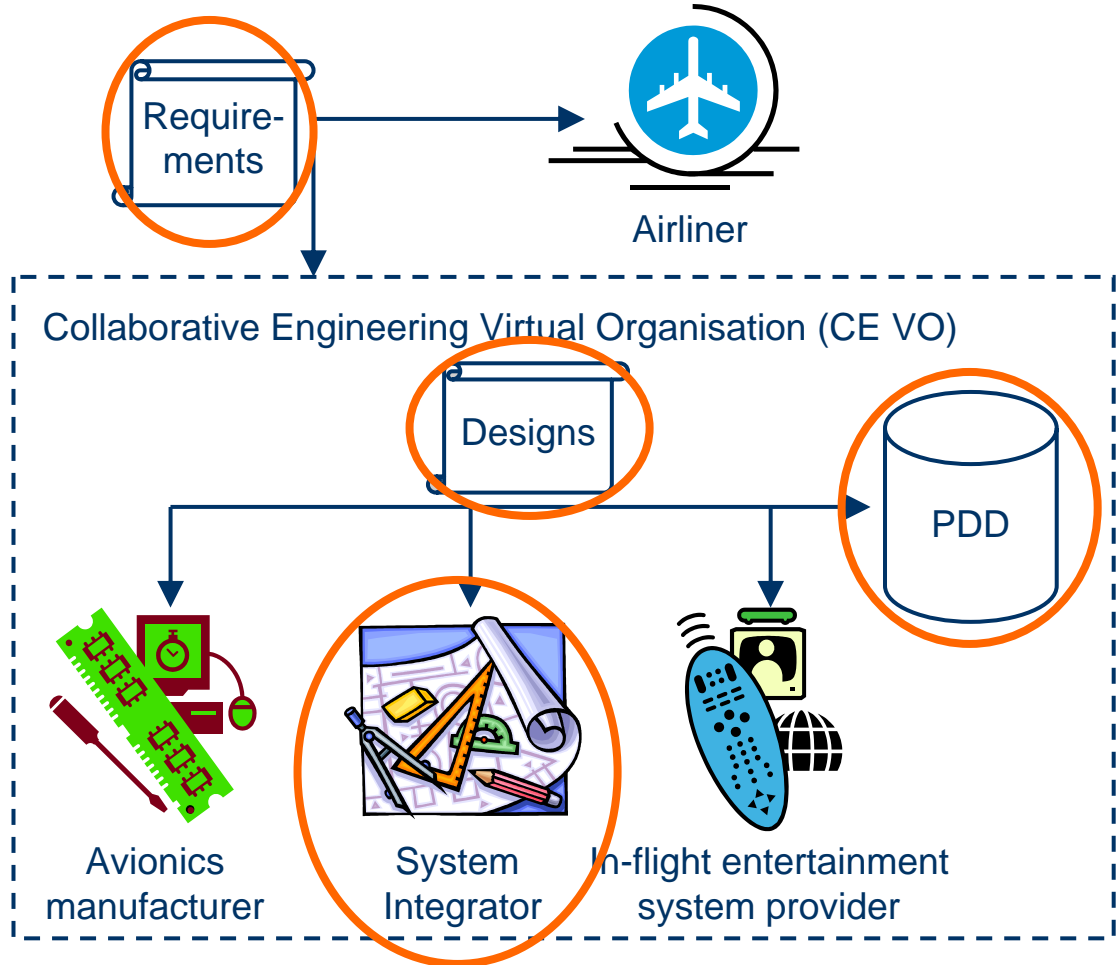 Require-
ments
Airliner
Collaborative Engineering Virtual Organisation (CE VO)
Designs
PDD
Avionics
manufacturer
System
Integrator
In-flight entertainment
system provider